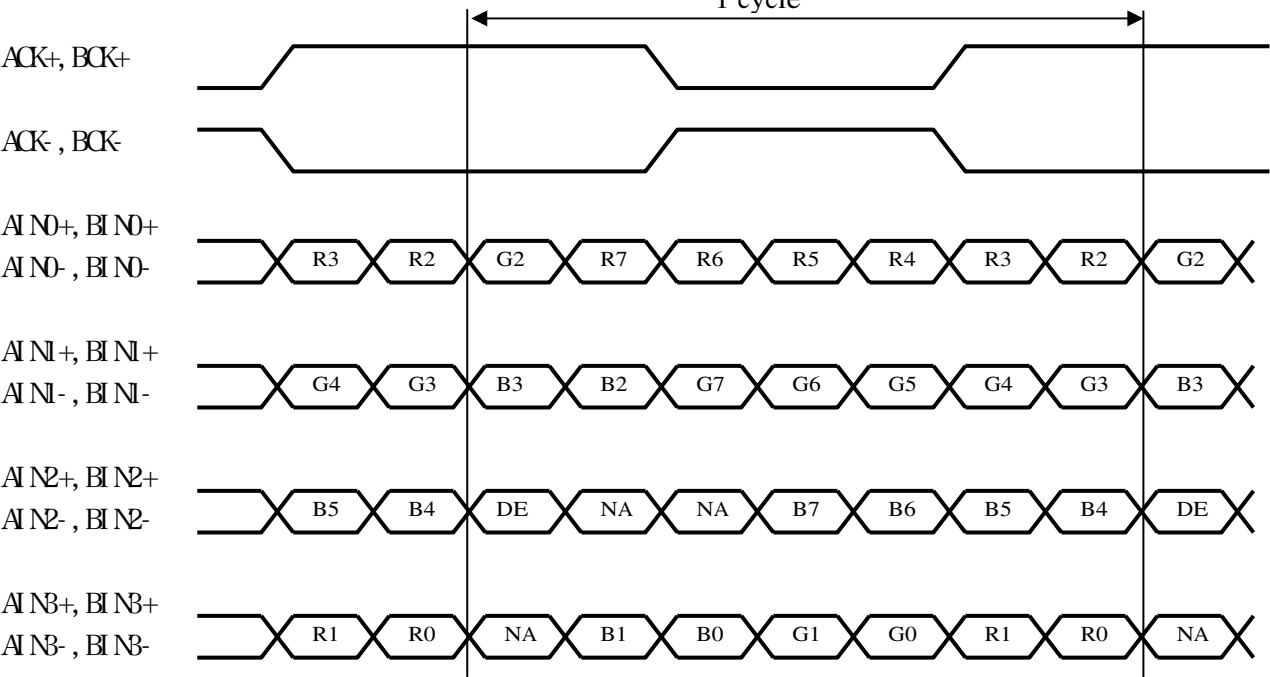 1 cycle
ACK+, BCK+
ACK-, BCK-
AIN0+, BIN0+
AIN0-, BIN0-
R3 R2 G2 R7 R6 R5 R4 R3 R2 G2
AIN1+, BIN1+
AIN1-, BIN1-
G4 G3 B3 B2 G7 G6 G5 G4 G3 B3
AIN2+, BIN2+
AIN2-, BIN2-
B5 B4 DE NA NA B7 B6 B5 B4 DE
AIN3+, BIN3+
AIN3-, BIN3-
R1 R0 NA B1 B0 G1 G0 R1 R0 NA